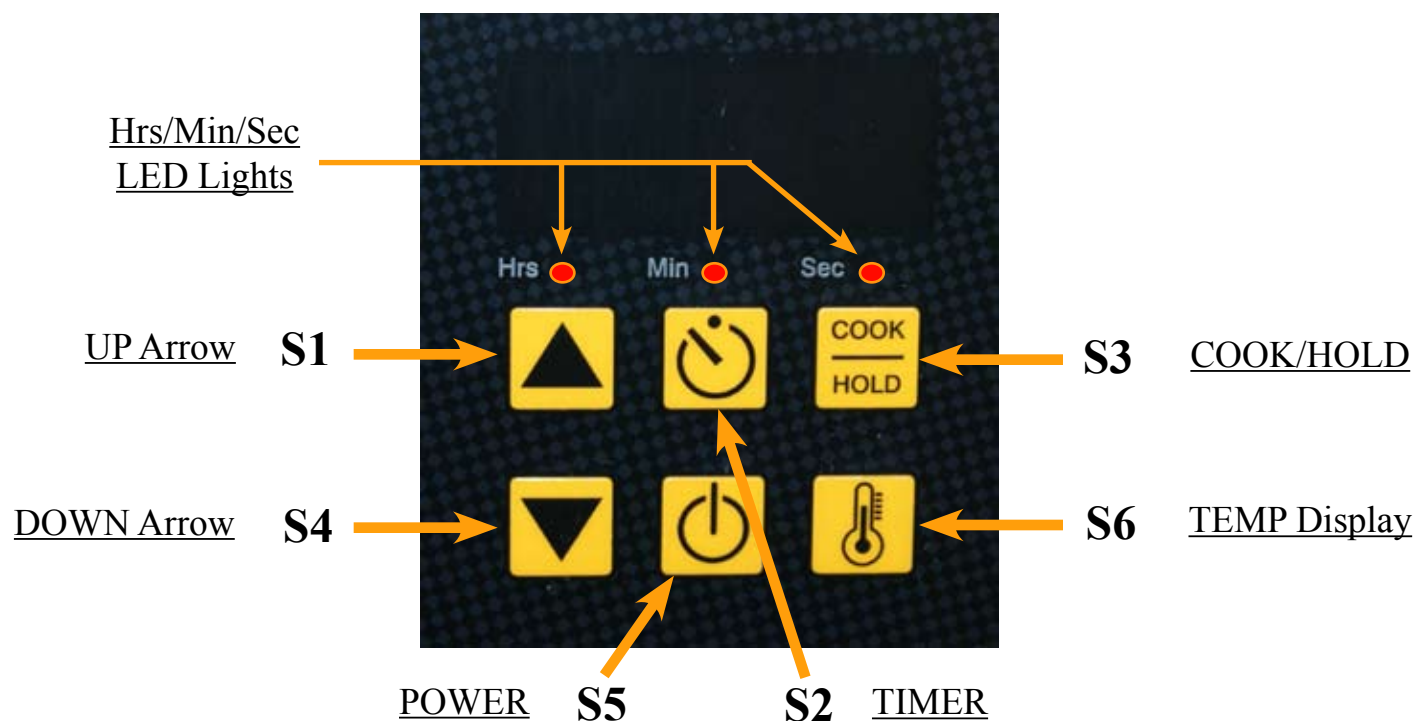 Hrs/Min/Sec
LED Lights
Hrs
Min
Sec
UP Arrow
S1
COOK
HOLD
S3
COOK/HOLD
DOWN Arrow
S4
S6
TEMP Display
POWER
S5
S2
TIMER